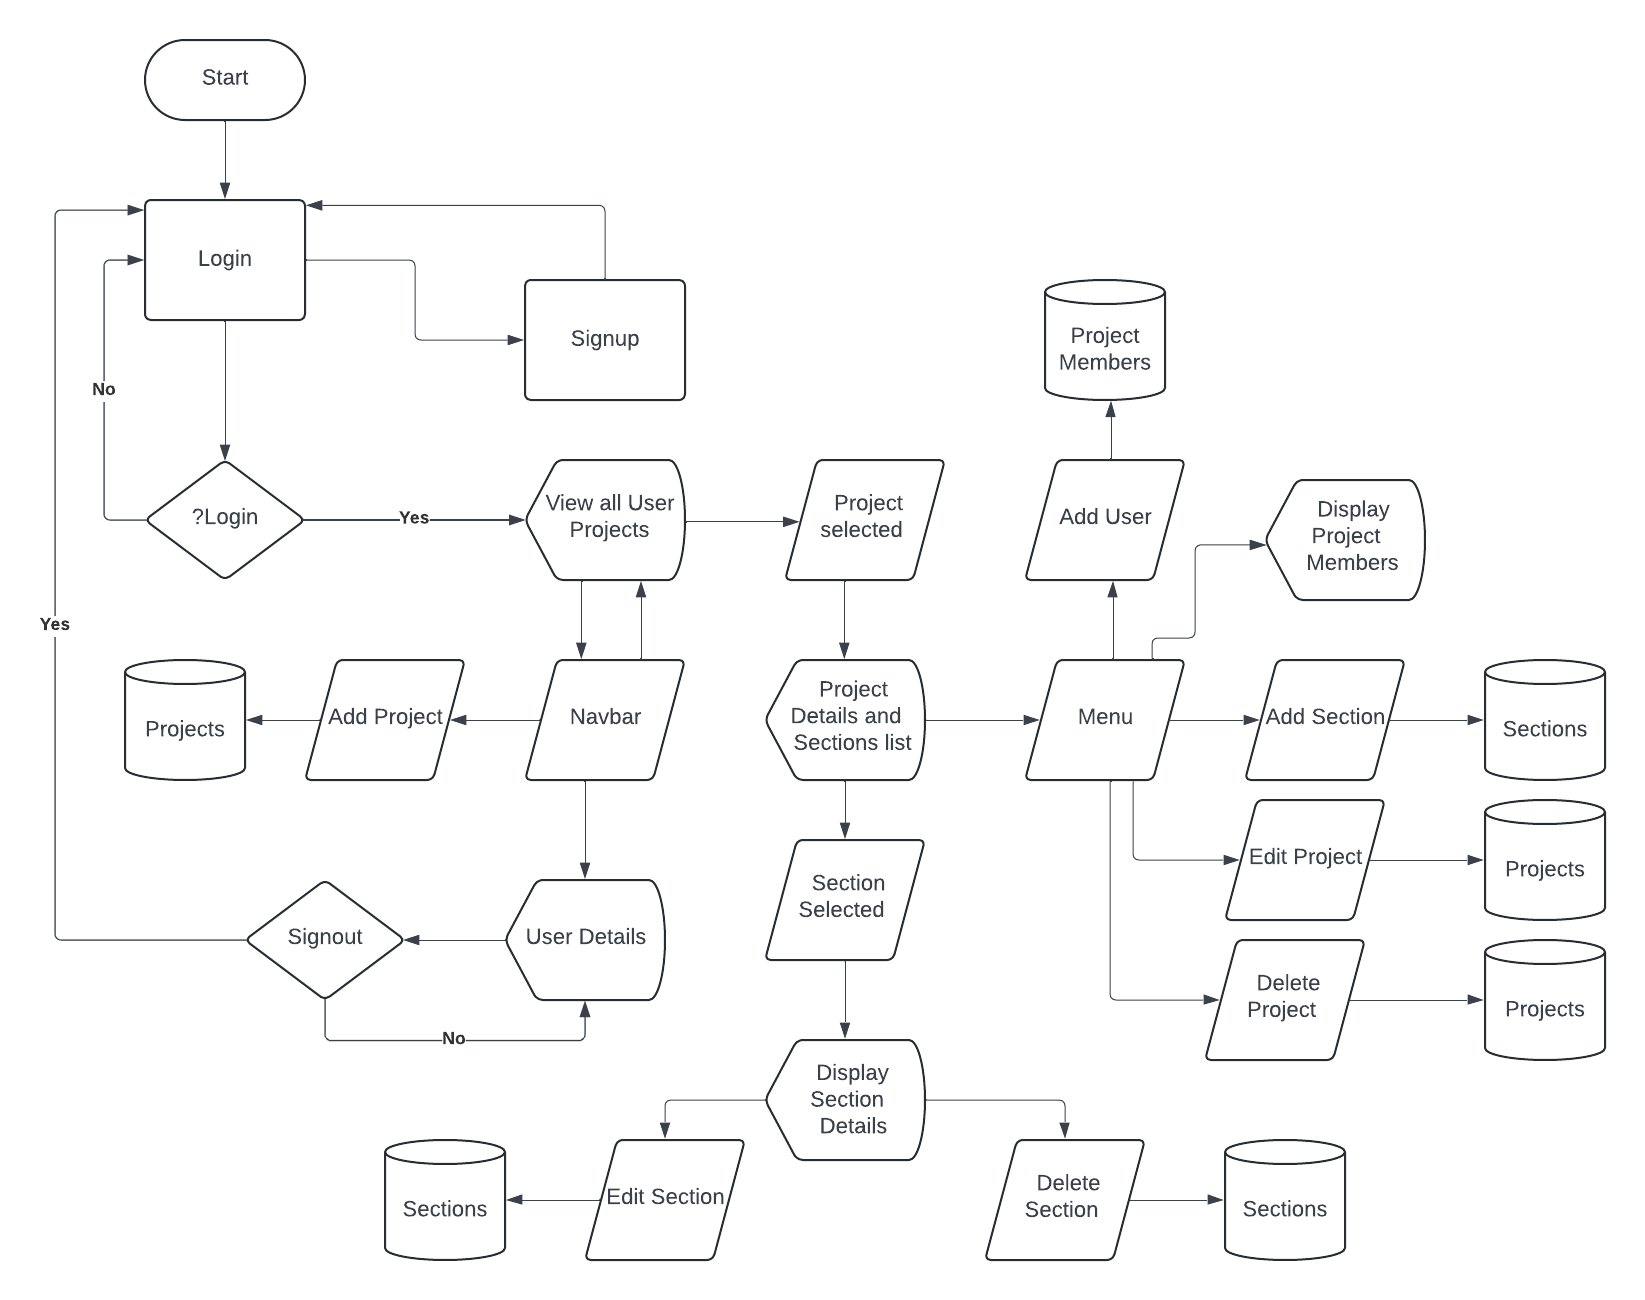 Start
Login
Signup
No
Project
Members
?Login
Yes
View all User
Projects
Project
selected
Add User
Display
Project
Members
Yes
Projects
Add Project
Navbar
Project
Details and
Sections list
Menu
Add Section
Sections
Edit Project
Projects
Section
Selected
Signout
User Details
Delete
Project
Projects
No
Display
Section
Details
Sections
Edit Section
Delete
Section
Sections